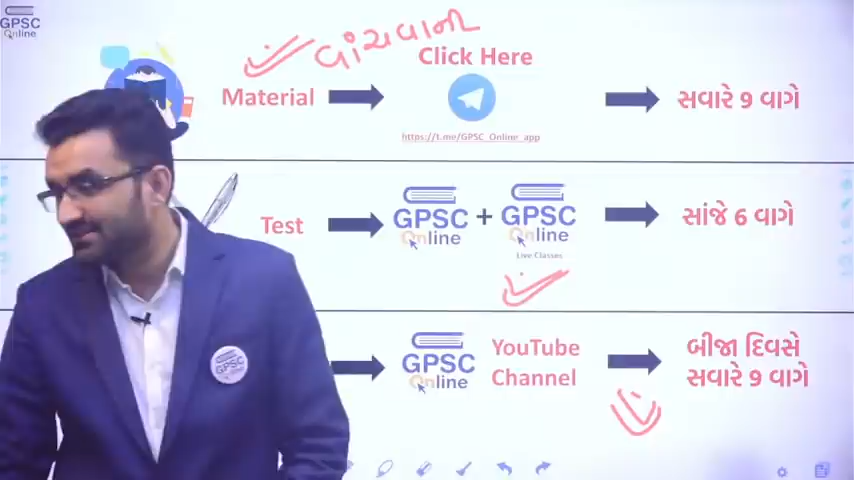 GPSC
Online
વાંચવાની
Click Here
Material
સવારે 9 વાગે
https://t.me/GPSC_Online_app
Test
GPSC
Online
+
GPSC
Online
Live Classes
સાંજે 6 વાગે
GPSC
Online
YouTube
Channel
બીજા દિવસે
સવારે 9 વાગે
GPSC